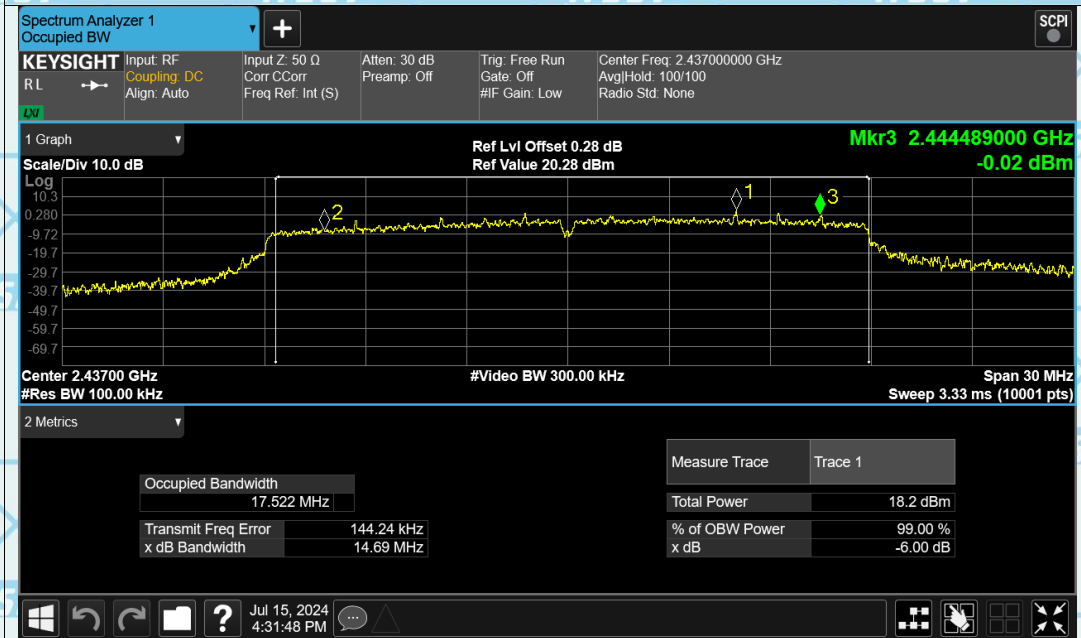 Spectrum Analyzer 1
Occupied BW
+
SCPI
KEYSIGHT
R L
LXI
Input: RF
Coupling: DC
Align: Auto
Input Z: 50 Ω
Corr CCorr
Freq Ref: Int (S)
Atten: 30 dB
Preamp: Off
Trig: Free Run
Gate: Off
#IF Gain: Low
Center Freq: 2.437000000 GHz
Avg|Hold: 100/100
Radio Std: None
1 Graph
Scale/Div 10.0 dB
Log
Ref Lvl Offset 0.28 dB
Ref Value 20.28 dBm
Mkr3 2.444489000 GHz
-0.02 dBm
10.3
0.280
-9.72
-19.7
-29.7
-39.7
-49.7
-59.7
-69.7
2
1
3
Center 2.43700 GHz
#Res BW 100.00 kHz
#Video BW 300.00 kHz
Span 30 MHz
Sweep 3.33 ms (10001 pts)
2 Metrics
Occupied Bandwidth
17.522 MHz
Transmit Freq Error 144.24 kHz
x dB Bandwidth 14.69 MHz
Measure Trace Trace 1
Total Power 18.2 dBm
% of OBW Power 99.00 %
x dB -6.00 dB
?
Jul 15, 2024
4:31:48 PM